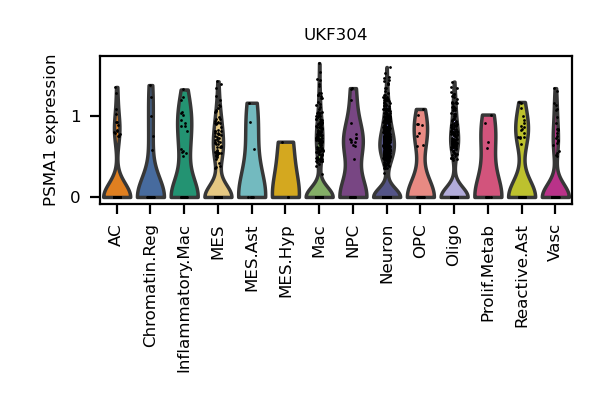 UKF304
PSMA1 expression
1
0
AC
Chromatin.Reg
Inflammatory.Mac
MES
MES.Ast
MES.Hyp
Mac
NPC
Neuron
OPC
Oligo
Prolif.Metab
Reactive.Ast
Vasc